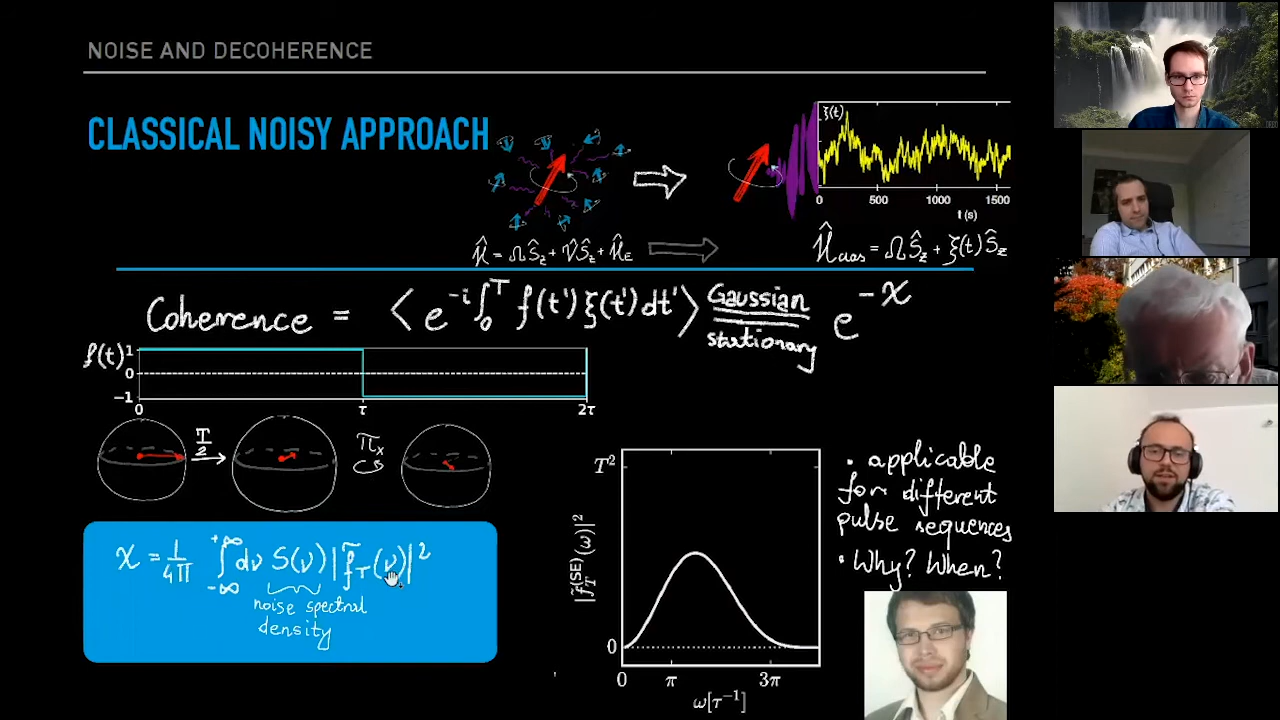 NOISE AND DECOHERENCE
CLASSICAL NOISY APPROACH
ξ(t)
0 500 1000 1500
t (s)
Ĥ = ΩŜz + V̂Ŝz + ĤE
Ĥclas = ΩŜz + ξ(t)Ŝz
Coherence = ⟨e^{-i∫₀ᵀ f(t')ξ(t')dt'}⟩ Gaussian stationary e^{-χ}
f(t) 1
0
-1
0 τ 2τ
T/2 πx
χ = 1/4π ∫_{-∞}^{+∞} dν S(ν) |f̃T(ν)|²
noise spectral
density
T²
|f̃T^(SE)(ω)|²
0
0 π 3π
ω[τ⁻¹]
· applicable
for different
pulse sequences
· Why? When?